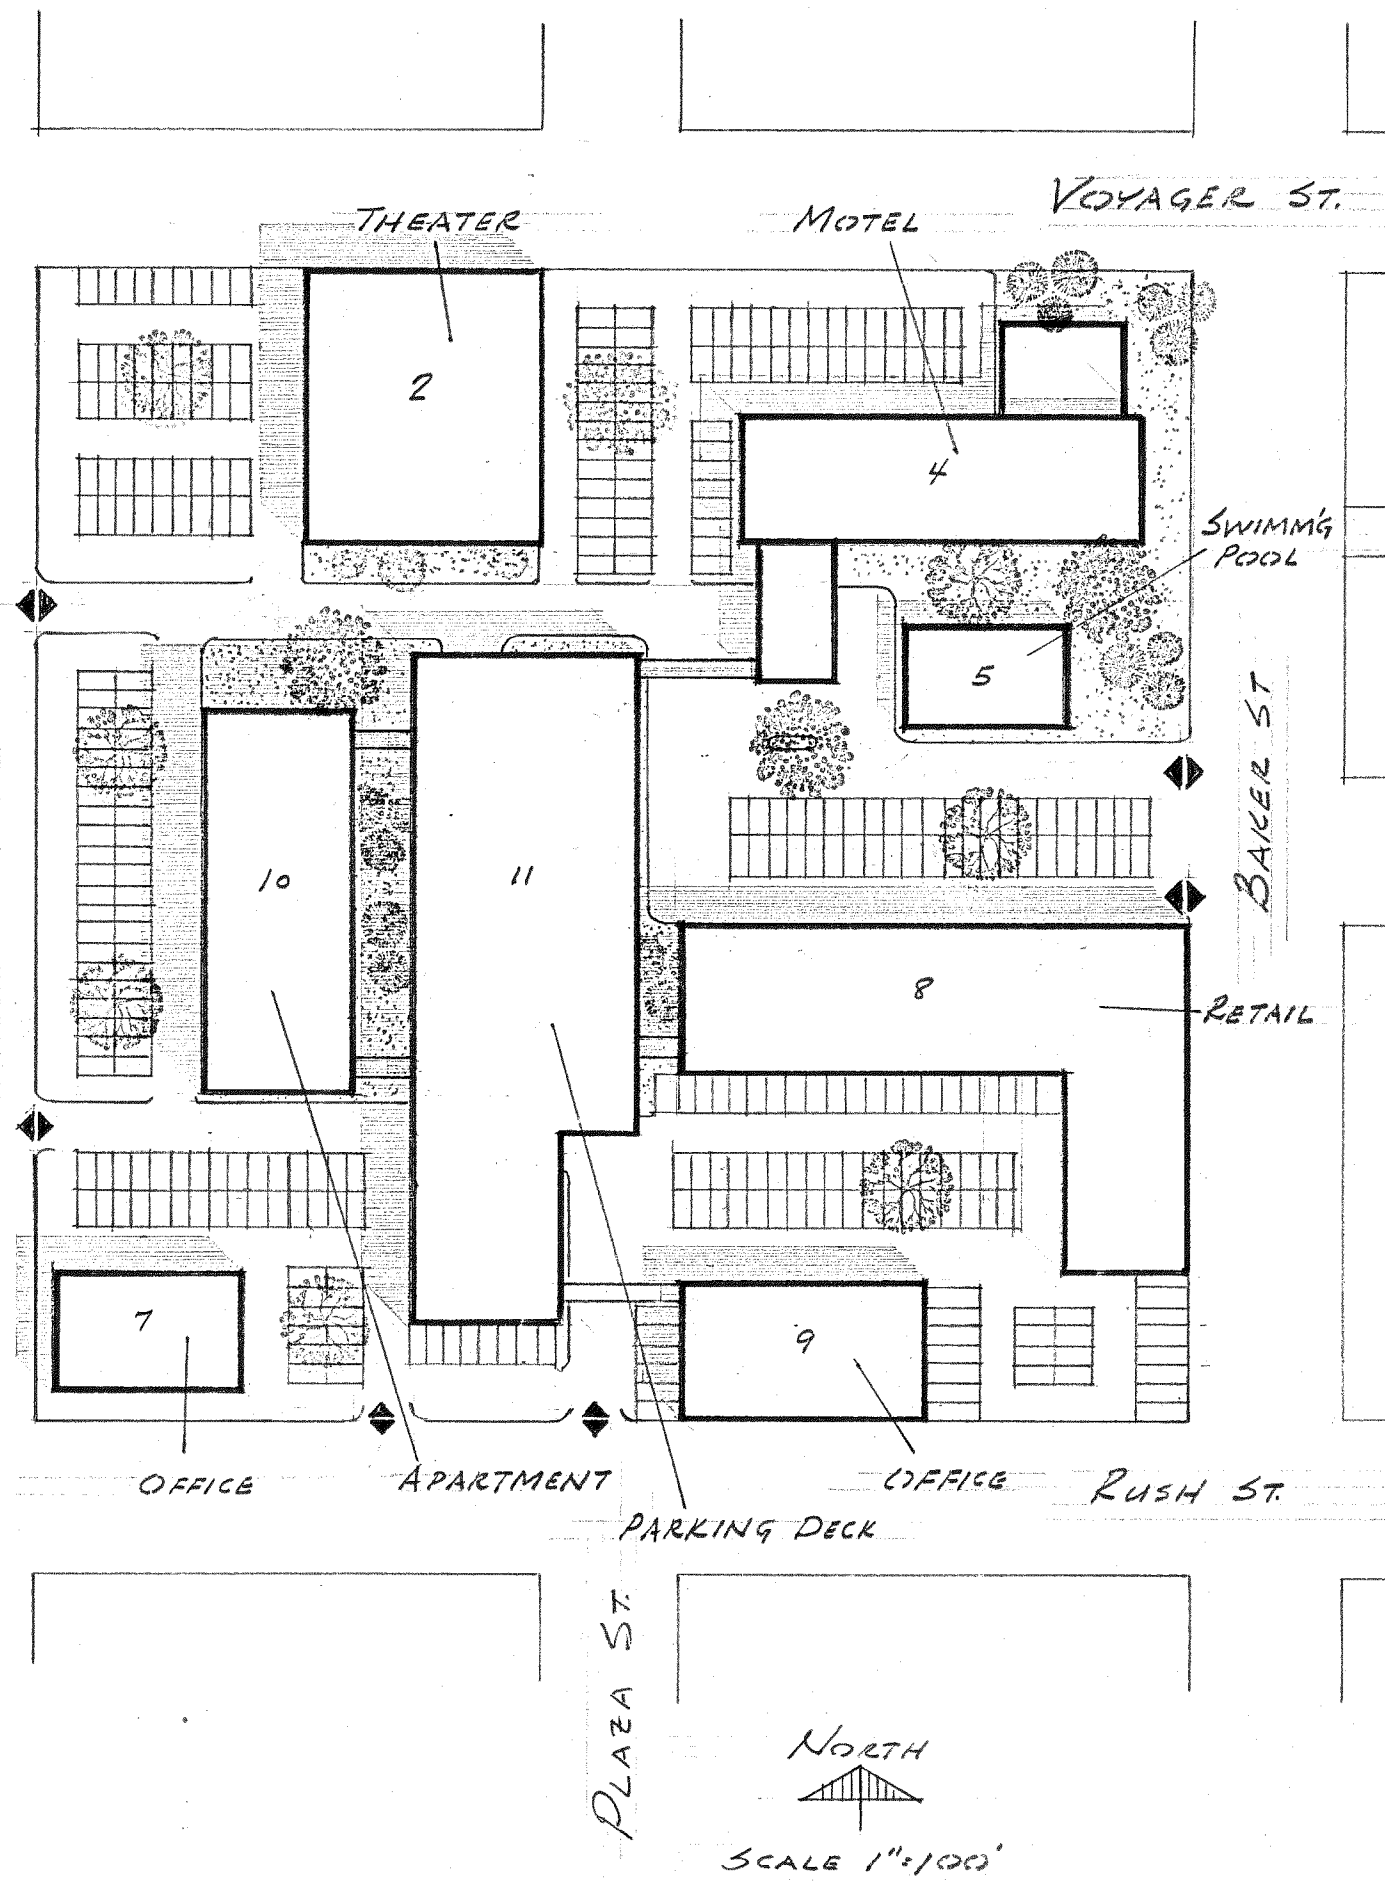 VOYAGER ST.
THEATER
MOTEL
2
4
SWIMM'G
POOL
5
BAKER ST
10
11
8
RETAIL
7
9
OFFICE
APARTMENT
OFFICE
RUSH ST.
PARKING DECK
PLAZA ST.
NORTH
SCALE 1"=100'